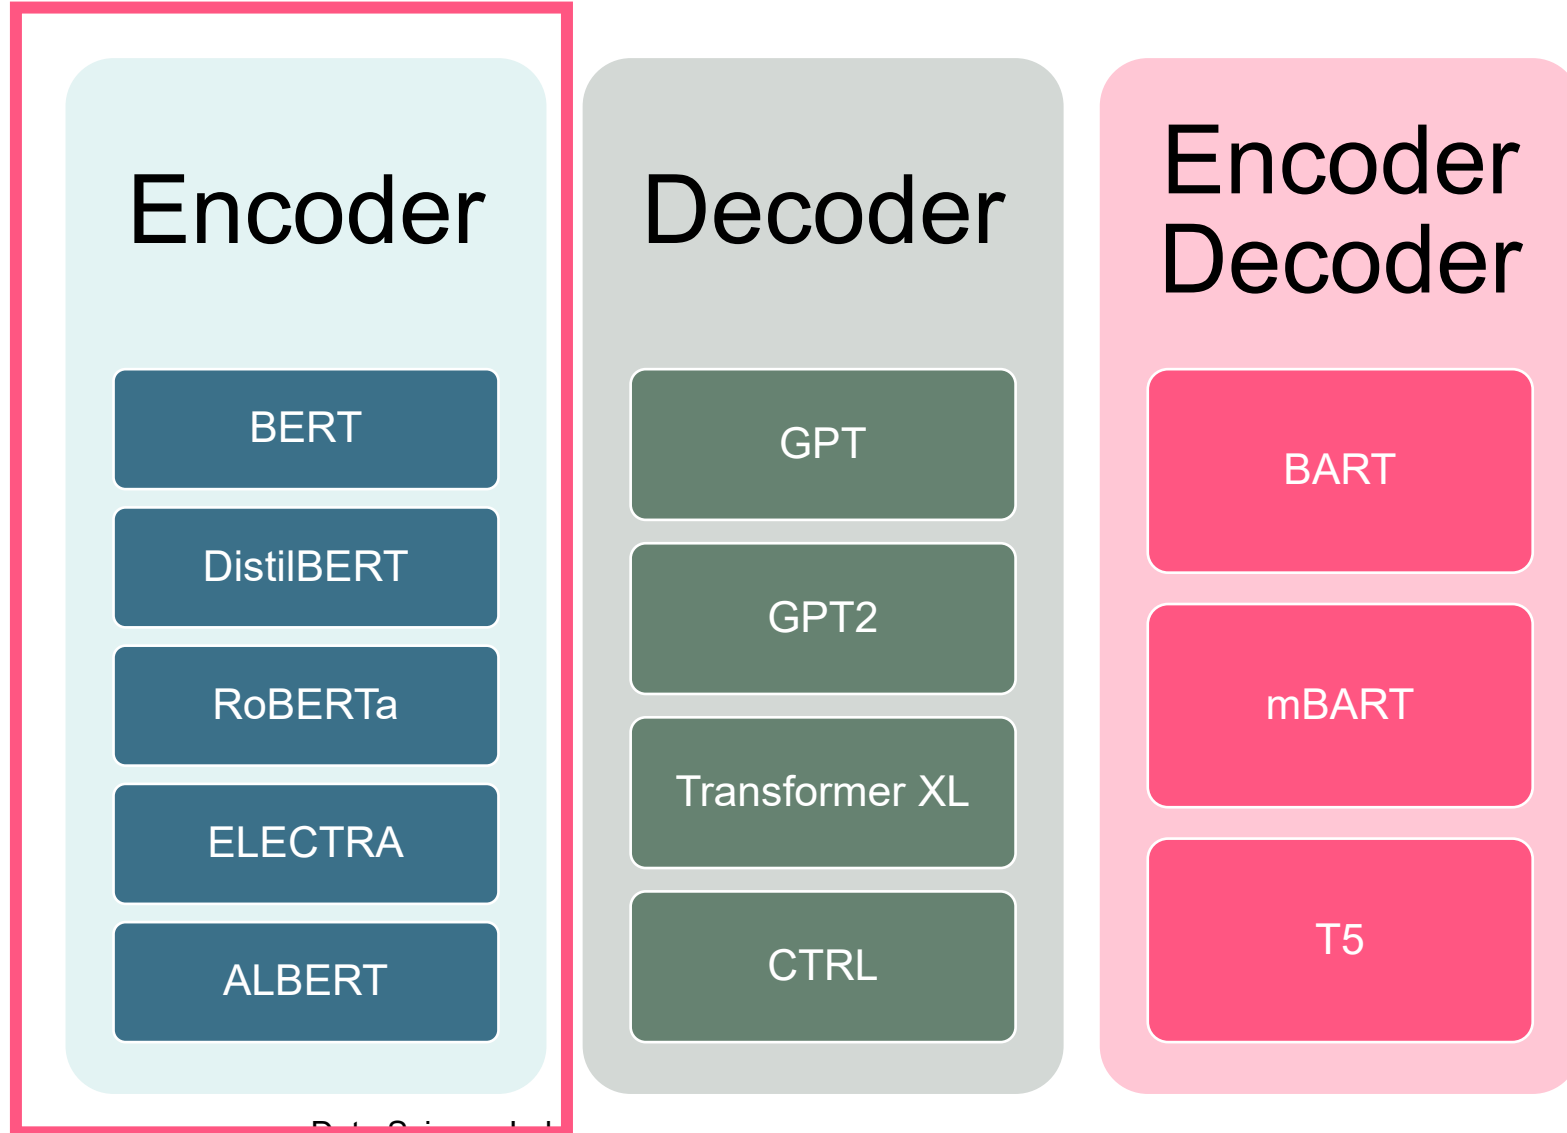 Encoder
BERT
DistilBERT
RoBERTa
ELECTRA
ALBERT
Decoder
GPT
GPT2
Transformer XL
CTRL
Encoder
Decoder
BART
mBART
T5